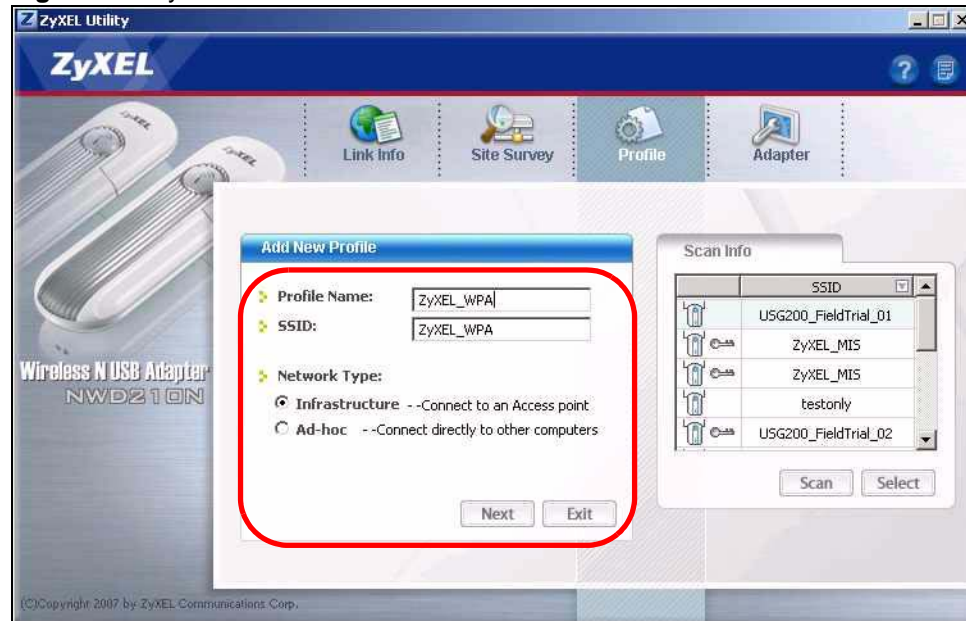 ZyXEL Utility
ZyXEL
Link Info
Site Survey
Profile
Adapter
ZyXEL
ZyXEL
Wireless N USB Adapter
NWD210N
Add New Profile
Profile Name: ZyXEL_WPA
SSID: ZyXEL_WPA
Network Type:
Infrastructure --Connect to an Access point
Ad-hoc --Connect directly to other computers
Next Exit
Scan Info
SSID
USG200_FieldTrial_01
ZyXEL_MIS
ZyXEL_MIS
testonly
USG200_FieldTrial_02
Scan Select
(C)Copyright 2007 by ZyXEL Communications Corp.